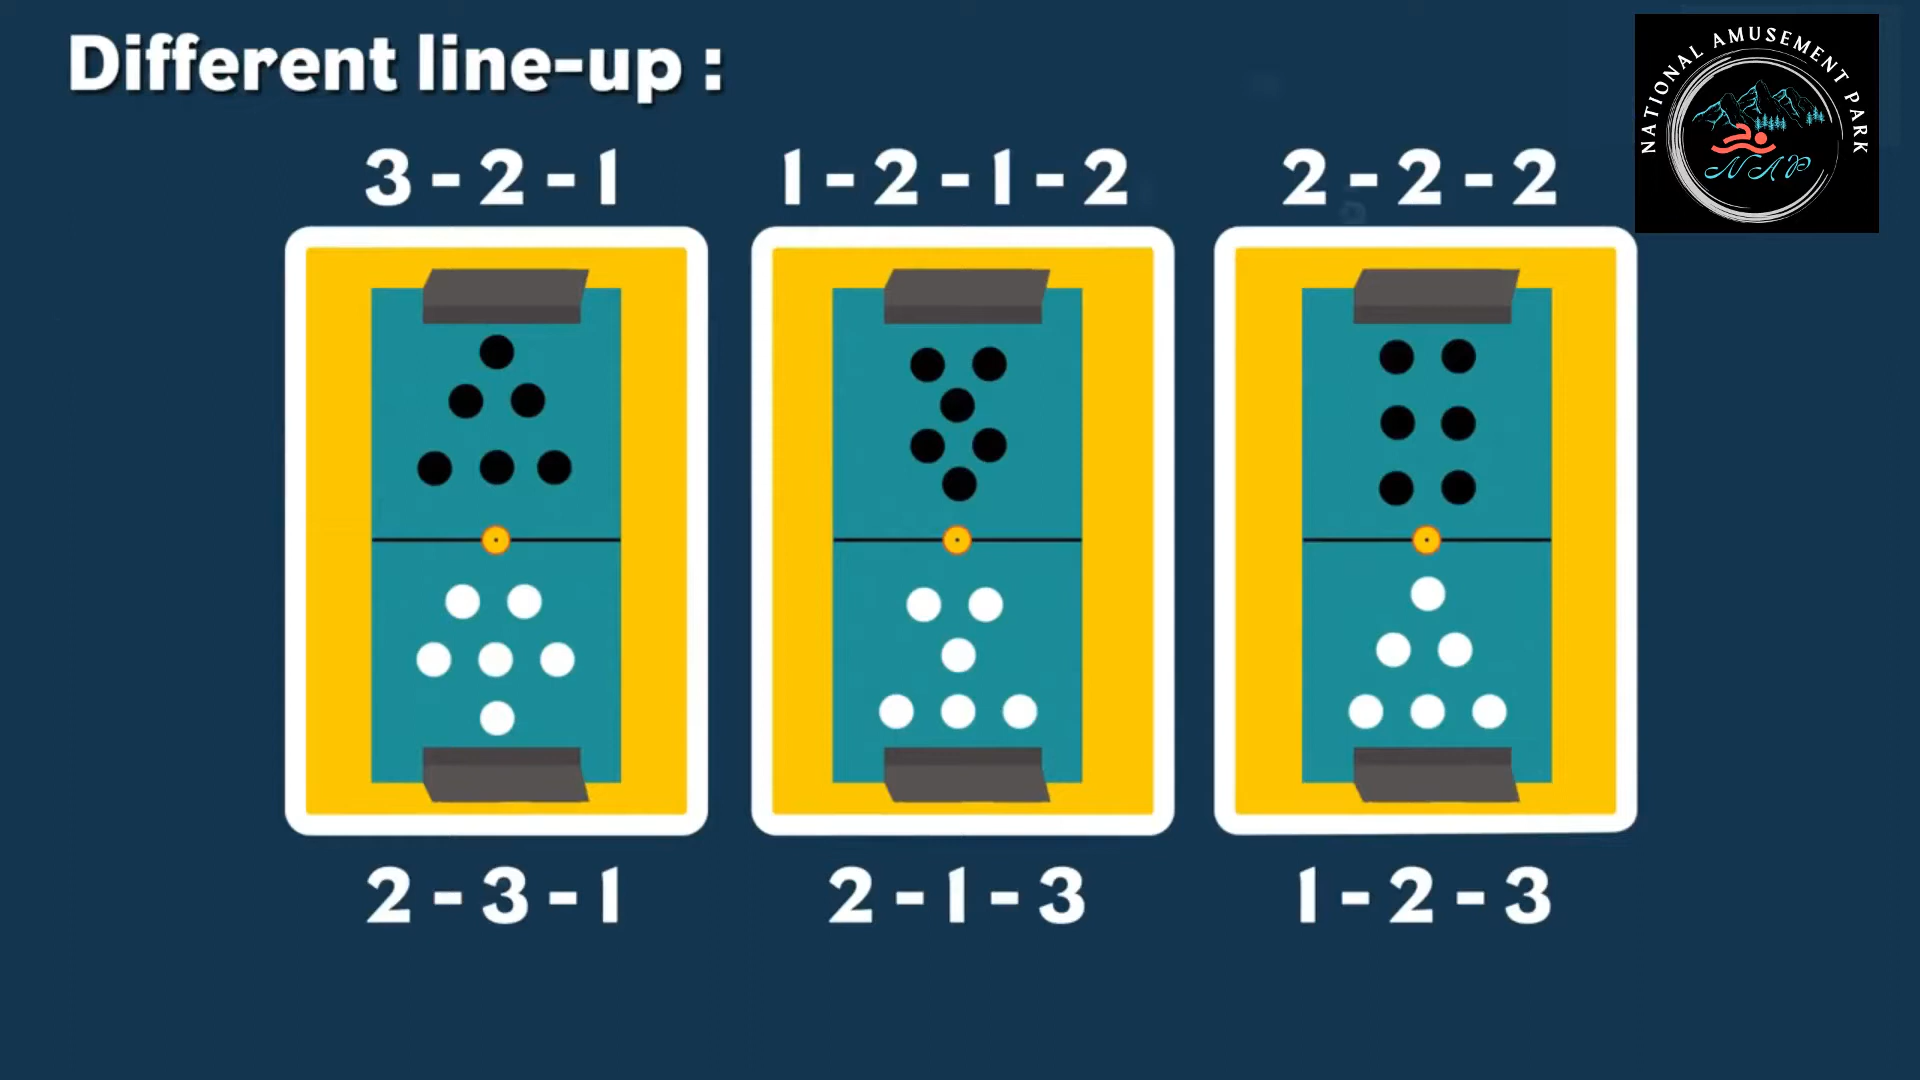 Different line-up :
NATIONAL AMUSEMENT PARK
NAP
3 - 2 - 1
1 - 2 - 1 - 2
2 - 2 - 2
2 - 3 - 1
2 - 1 - 3
1 - 2 - 3